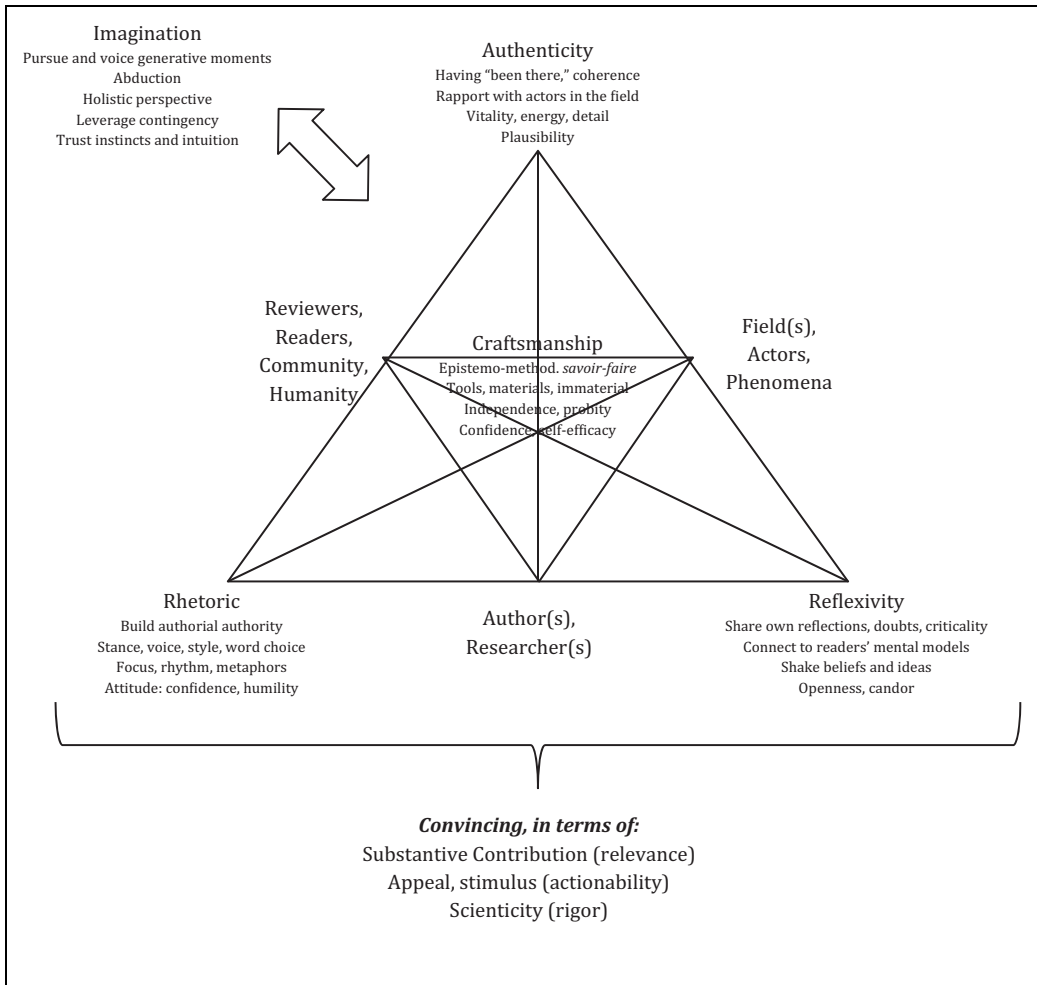 Imagination
Pursue and voice generative moments
Abduction
Holistic perspective
Leverage contingency
Trust instincts and intuition
Authenticity
Having “been there,” coherence
Rapport with actors in the field
Vitality, energy, detail
Plausibility
Reviewers,
Readers,
Community,
Humanity
Craftsmanship
Epistemo-method. savoir-faire
Tools, materials, immaterial
Independence, probity
Confidence, self-efficacy
Field(s),
Actors,
Phenomena
Rhetoric
Build authorial authority
Stance, voice, style, word choice
Focus, rhythm, metaphors
Attitude: confidence, humility
Author(s),
Researcher(s)
Reflexivity
Share own reflections, doubts, criticality
Connect to readers’ mental models
Shake beliefs and ideas
Openness, candor
Convincing, in terms of:
Substantive Contribution (relevance)
Appeal, stimulus (actionability)
Scienticity (rigor)